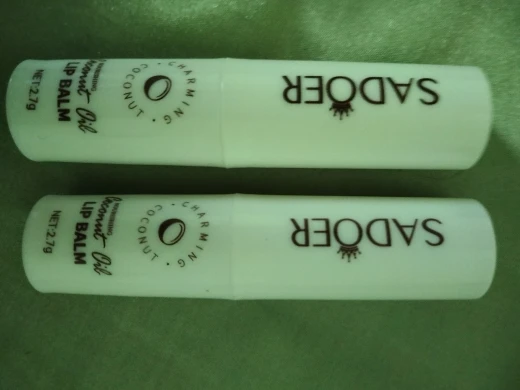 SADOER
CHARMING
COCONUT
Coconut Oil
LIP BALM
NET:2.7g
SADOER
CHARMING
COCONUT
Coconut Oil
LIP BALM
NET:2.7g